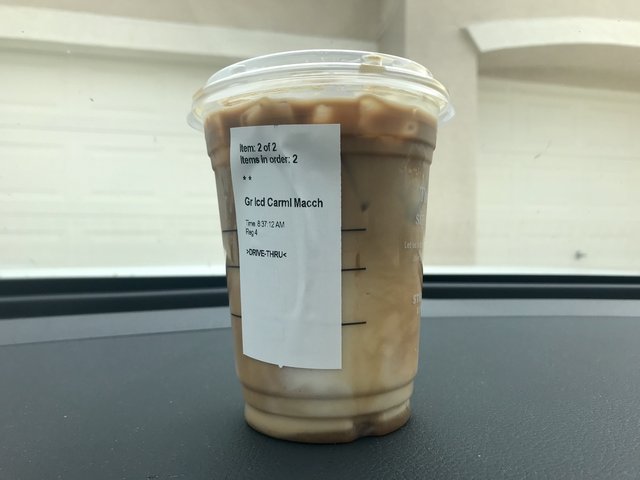 Item: 2 of 2
Items in order: 2
**
Gr Icd Carml Macch
Time: 8:37:12 AM
Reg 4
>DRIVE-THRU<